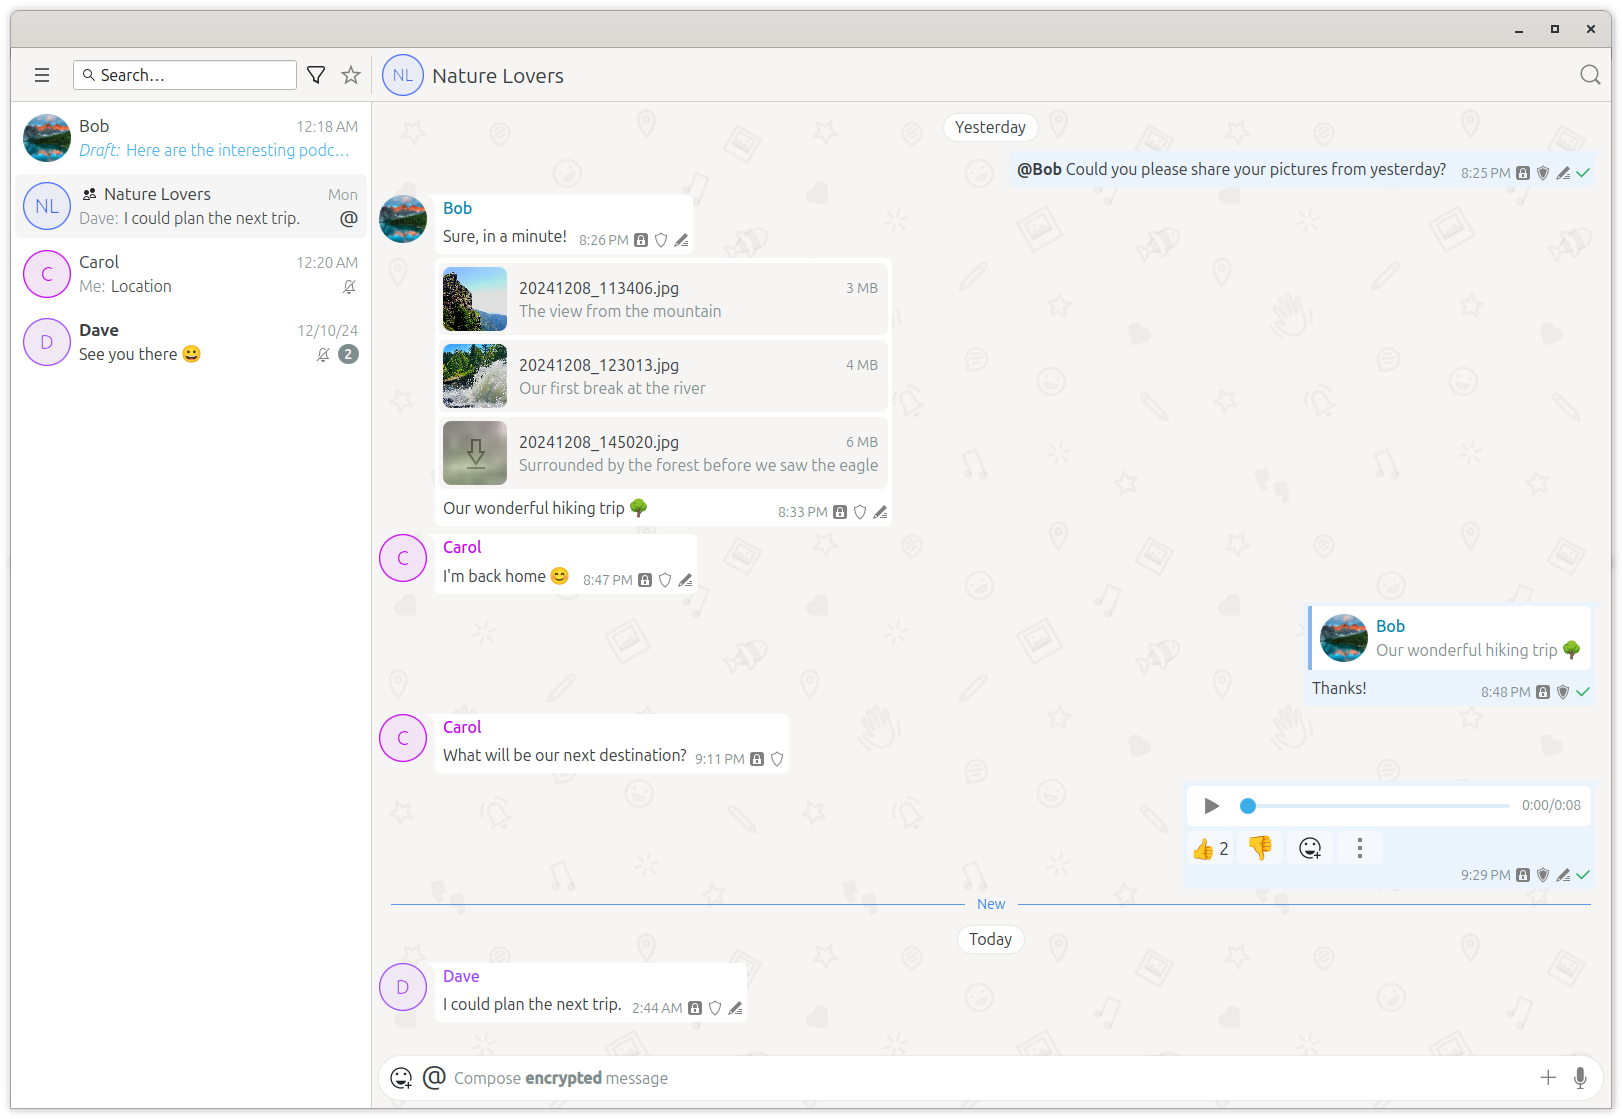 Search...
NL Nature Lovers
Bob 12:18 AM
Draft: Here are the interesting podc...
NL Nature Lovers Mon
Dave: I could plan the next trip. @
C Carol 12:20 AM
Me: Location
D Dave 12/10/24
See you there 😀 2
Yesterday
@Bob Could you please share your pictures from yesterday? 8:25 PM
Bob
Sure, in a minute! 8:26 PM
20241208_113406.jpg 3 MB
The view from the mountain
20241208_123013.jpg 4 MB
Our first break at the river
20241208_145020.jpg 6 MB
Surrounded by the forest before we saw the eagle
Our wonderful hiking trip 🌳 8:33 PM
C Carol
I'm back home 😊 8:47 PM
Bob
Our wonderful hiking trip 🌳
Thanks! 8:48 PM
C Carol
What will be our next destination? 9:11 PM
0:00/0:08
👍 2 👎
9:29 PM
New
Today
D Dave
I could plan the next trip. 2:44 AM
@ Compose encrypted message